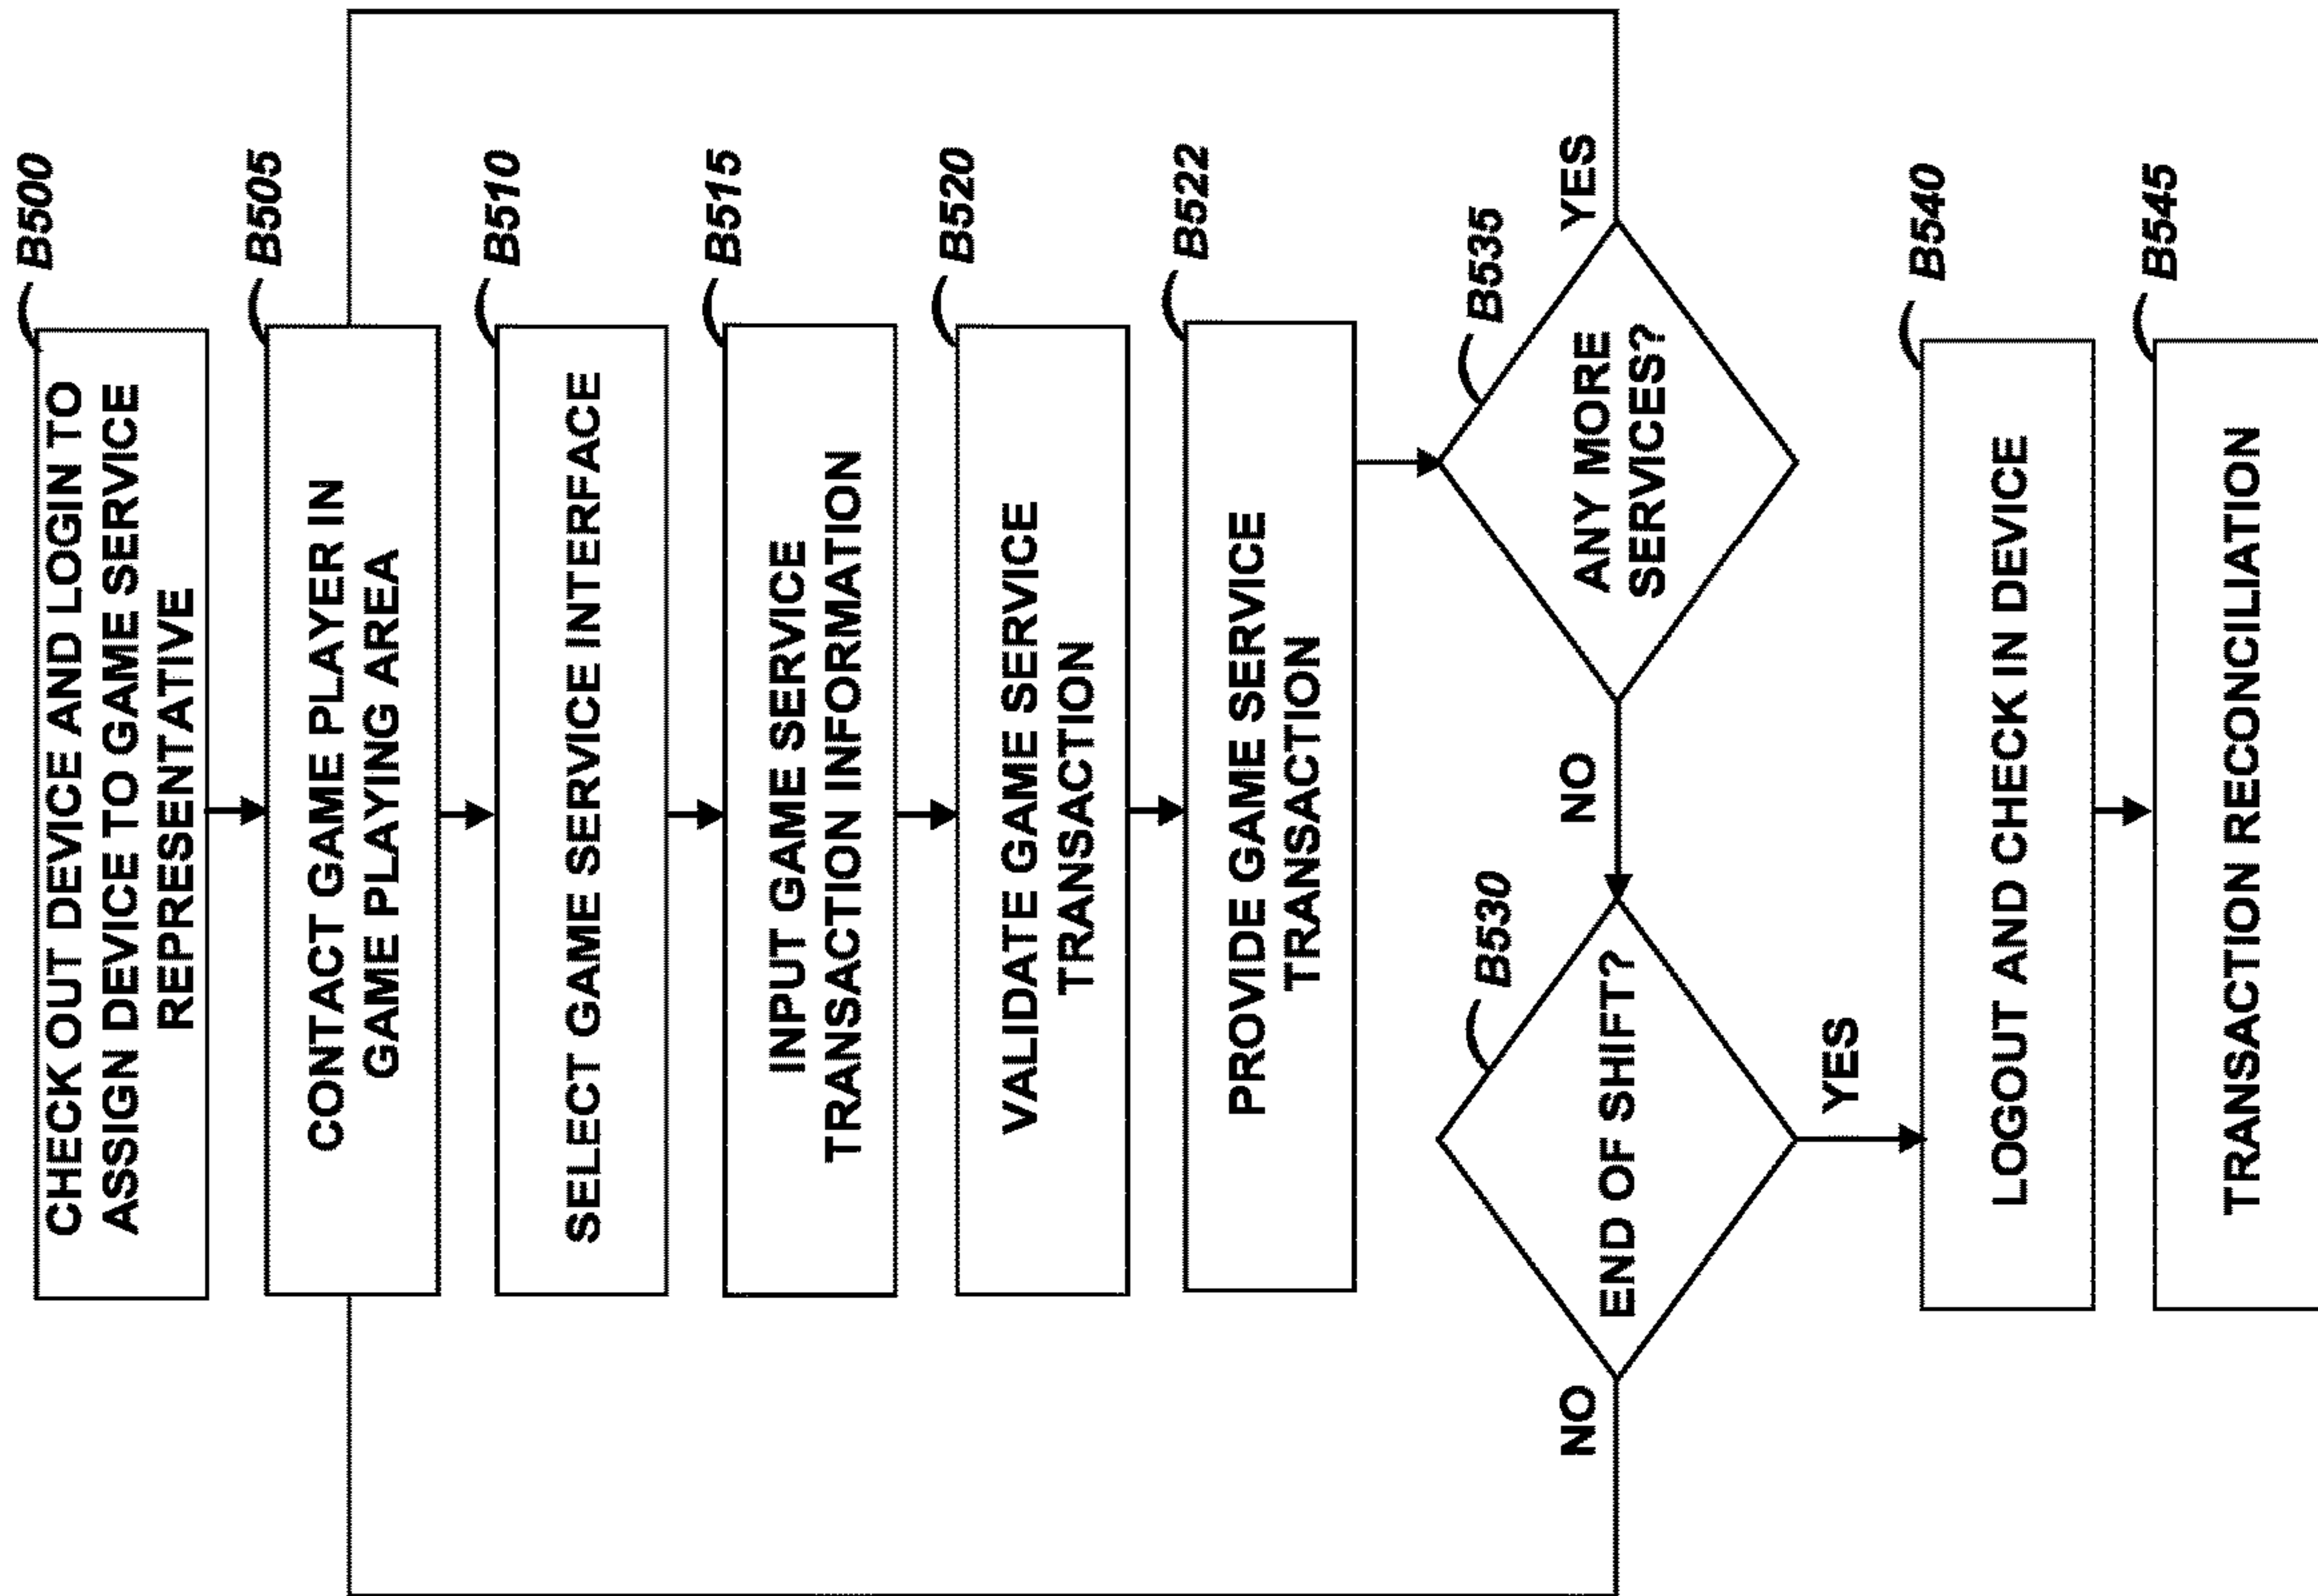 B500
CHECK OUT DEVICE AND LOGIN TO
ASSIGN DEVICE TO GAME SERVICE
REPRESENTATIVE
B505
CONTACT GAME PLAYER IN
GAME PLAYING AREA
B510
SELECT GAME SERVICE INTERFACE
B515
INPUT GAME SERVICE
TRANSACTION INFORMATION
B520
VALIDATE GAME SERVICE
TRANSACTION
B522
PROVIDE GAME SERVICE
TRANSACTION
B535
ANY MORE
SERVICES?
YES
NO
B530
END OF SHIFT?
NO
YES
B540
LOGOUT AND CHECK IN DEVICE
B545
TRANSACTION RECONCILIATION